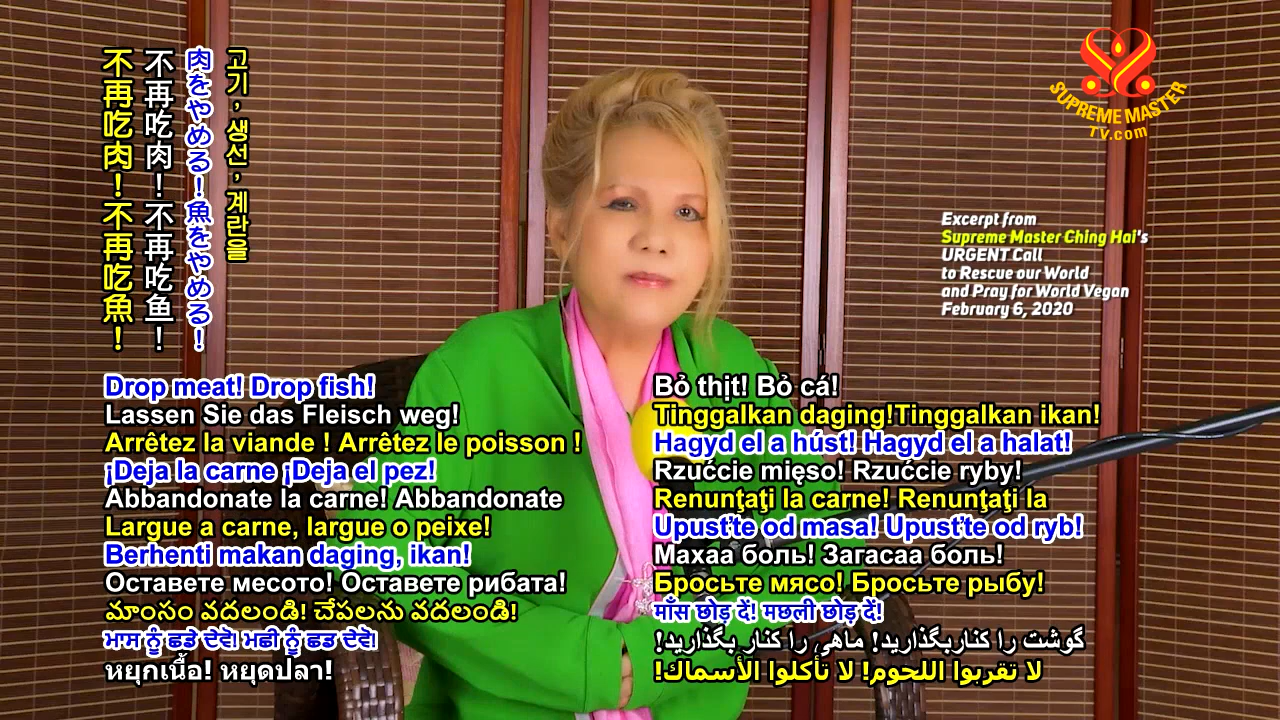 고기, 생선, 계란을
肉をやめる!魚をやめる!
不再吃肉!不再吃鱼!
不再吃肉!不再吃魚!
SUPREME MASTER
TV.com
Excerpt from
Supreme Master Ching Hai's
URGENT Call
to Rescue our World
and Pray for World Vegan
February 6, 2020
Drop meat! Drop fish!
Lassen Sie das Fleisch weg!
Arrêtez la viande ! Arrêtez le poisson !
¡Deja la carne ¡Deja el pez!
Abbandonate la carne! Abbandonate
Largue a carne, largue o peixe!
Berhenti makan daging, ikan!
Оставете месото! Оставете рибата!
మాంసం వదలండి! చేపలను వదలండి!
ਮਾਸ ਨੂੰ ਛਡੇ ਦੇਵੋ! ਮਛੀ ਨੂੰ ਛਡ ਦੇਵੋ!
หยุกเนื้อ! หยุดปลา!
Bỏ thịt! Bỏ cá!
Tinggalkan daging!Tinggalkan ikan!
Hagyd el a húst! Hagyd el a halat!
Rzućcie mięso! Rzućcie ryby!
Renunţaţi la carne! Renunţaţi la
Upusťte od masa! Upusťte od ryb!
Махаа боль! Загасаа боль!
Бросьте мясо! Бросьте рыбу!
माँस छोड़ दें! मछली छोड़ दें!
گوشت را کناربگذارید! ماهی را کنار بگذارید!
لا تقربوا اللحوم! لا تأكلوا الأسماك!